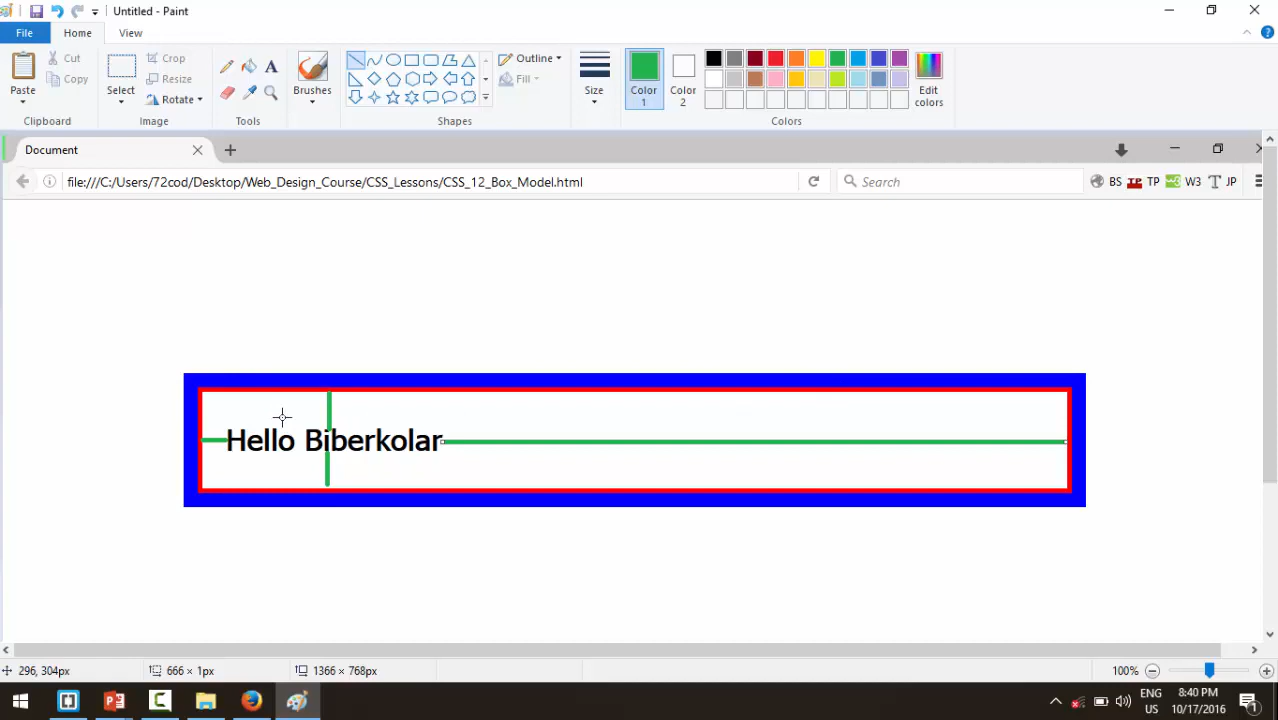 Untitled - Paint
File Home View
Paste
Cut
Copy
Clipboard
Select
Crop
Resize
Rotate
Image
A
Tools
Brushes
Outline
Fill
Shapes
Size
Color 1
Color 2
Edit colors
Colors
Document
file:///C:/Users/72cod/Desktop/Web_Design_Course/CSS_Lessons/CSS_12_Box_Model.html
Search
BS TP TP W3 JP
Hello Biberkolar
296, 304px
666 × 1px
1366 × 768px
100%
ENG
US
8:40 PM
10/17/2016
1